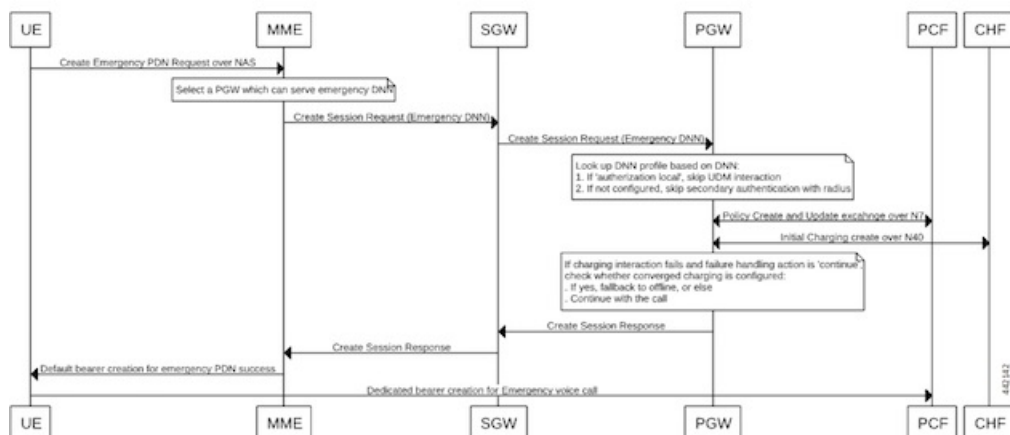 UE
MME
SGW
PGW
PCF
CHF
Create Emergency PDN Request over NAS
Select a PGW which can serve emergency DNN
Create Session Request (Emergency DNN)
Create Session Request (Emergency DNN)
Look up DNN profile based on DNN:
1. If 'autherization local', skip UDM interaction
2. If not configured, skip secondary authentication with radius
Policy Create and Update excahnge over N7
Initial Charging create over N40
If charging interaction fails and failure handling action is 'continue',
check whether converged charging is configured:
. If yes, fallback to offline, or else
. Continue with the call
Create Session Response
Create Session Response
Default bearer creation for emergency PDN success
Dedicated bearer creation for Emergency voice call
442142
UE
MME
SGW
PGW
PCF
CHF